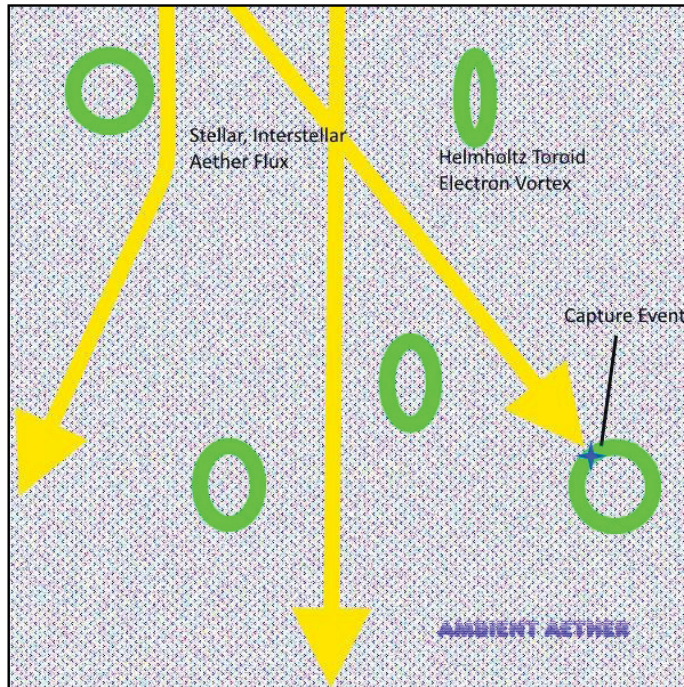 Stellar, Interstellar
Aether Flux
Helmholtz Toroid
Electron Vortex
Capture Event
AMBIENT AETHER